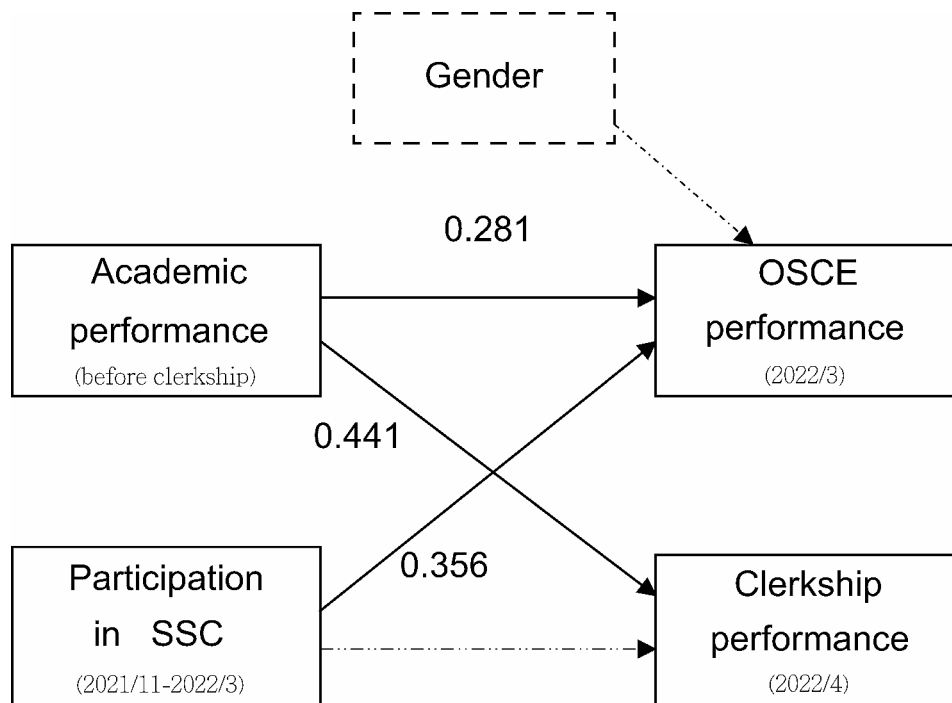 Gender
0.281
Academic
performance
(before clerkship)
OSCE
performance
(2022/3)
0.441
0.356
Participation
in SSC
(2021/11-2022/3)
Clerkship
performance
(2022/4)